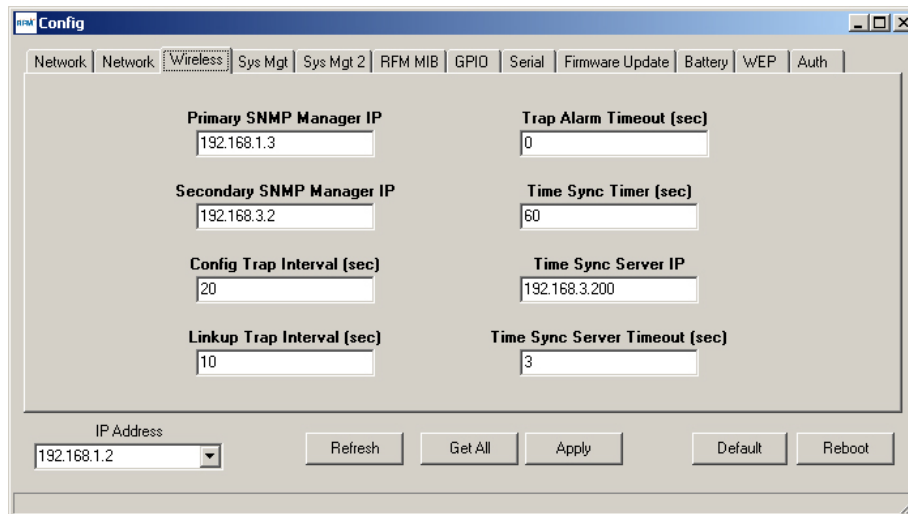 RFM Config
Network Network Wireless Sys Mgt Sys Mgt 2 RFM MIB GPIO Serial Firmware Update Battery WEP Auth
Primary SNMP Manager IP
192.168.1.3
Trap Alarm Timeout (sec)
0
Secondary SNMP Manager IP
192.168.3.2
Time Sync Timer (sec)
60
Config Trap Interval (sec)
20
Time Sync Server IP
192.168.3.200
Linkup Trap Interval (sec)
10
Time Sync Server Timeout (sec)
3
IP Address
192.168.1.2
Refresh Get All Apply Default Reboot